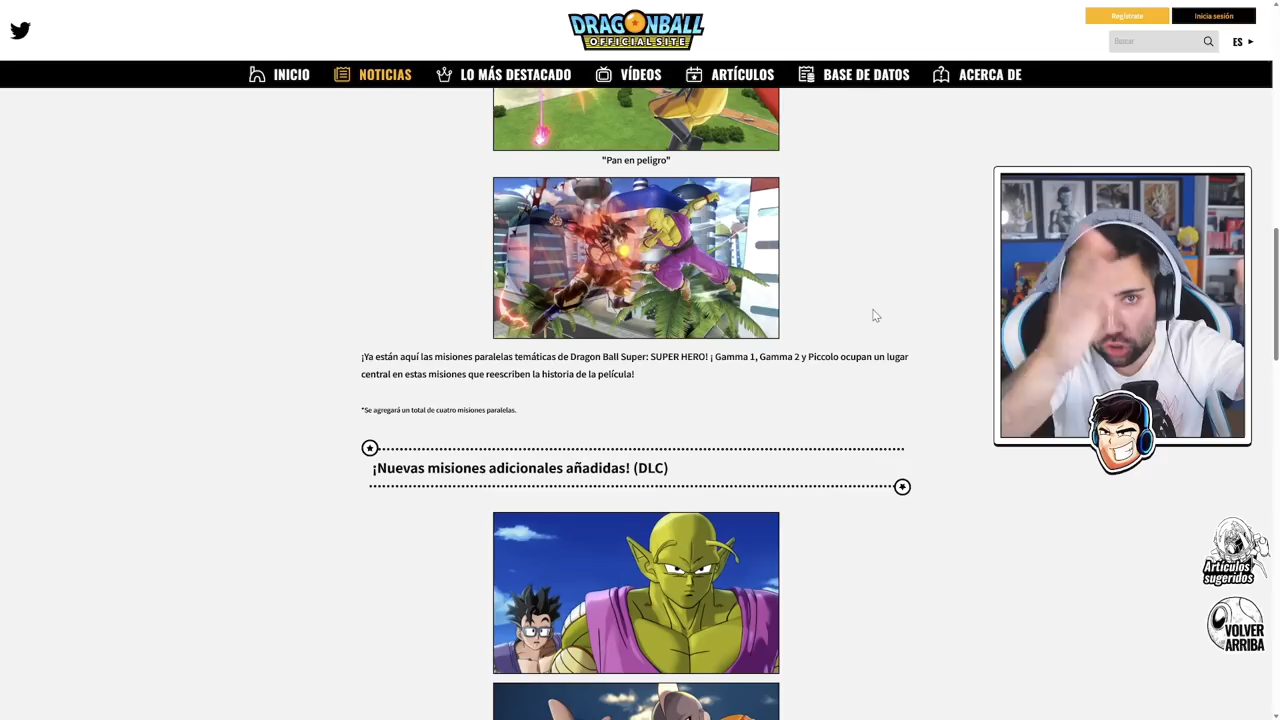 DRAGONBALL
OFFICIAL SITE
Regístrate
Inicia sesión
Buscar
ES
INICIO
NOTICIAS
LO MÁS DESTACADO
VÍDEOS
ARTÍCULOS
BASE DE DATOS
ACERCA DE
"Pan en peligro"
¡Ya están aquí las misiones paralelas temáticas de Dragon Ball Super: SUPER HERO! ¡ Gamma 1, Gamma 2 y Piccolo ocupan un lugar
central en estas misiones que reescriben la historia de la película!
*Se agregará un total de cuatro misiones paralelas.
¡Nuevas misiones adicionales añadidas! (DLC)
Artículos
sugeridos
VOLVER
ARRIBA